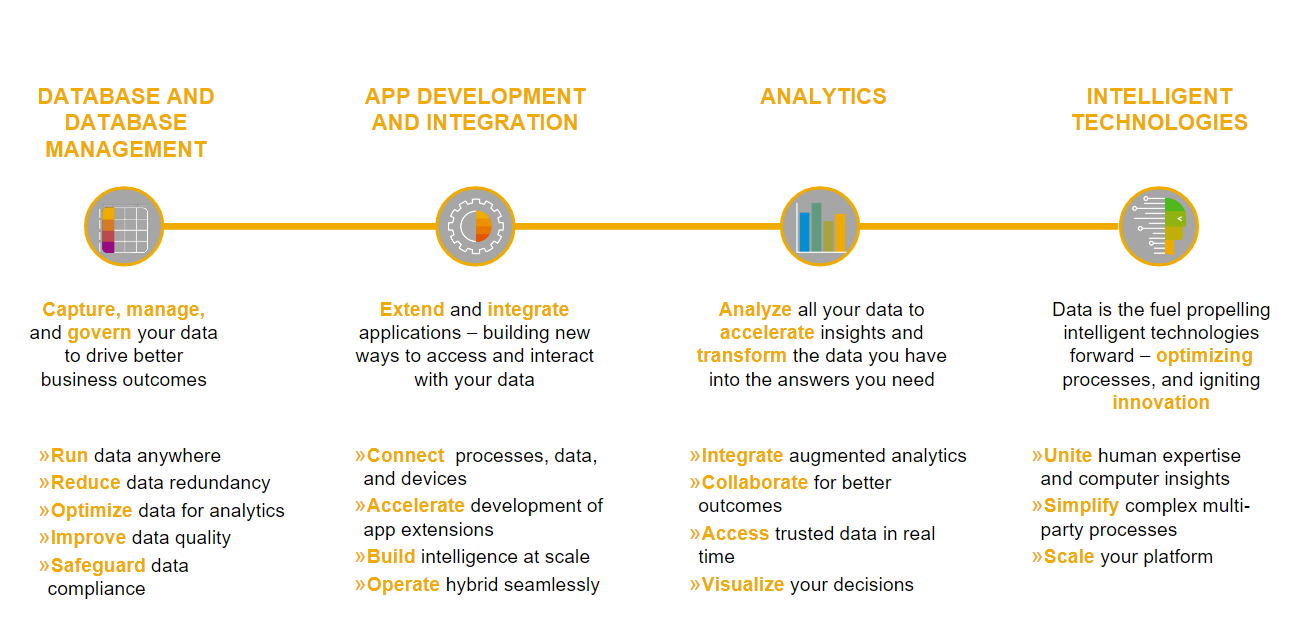 DATABASE AND
DATABASE
MANAGEMENT
APP DEVELOPMENT
AND INTEGRATION
ANALYTICS
INTELLIGENT
TECHNOLOGIES
Capture, manage,
and govern your data
to drive better
business outcomes
Extend and integrate
applications – building new
ways to access and interact
with your data
Analyze all your data to
accelerate insights and
transform the data you have
into the answers you need
Data is the fuel propelling
intelligent technologies
forward – optimizing
processes, and igniting
innovation
»Run data anywhere
»Reduce data redundancy
»Optimize data for analytics
»Improve data quality
»Safeguard data
compliance
»Connect processes, data,
and devices
»Accelerate development of
app extensions
»Build intelligence at scale
»Operate hybrid seamlessly
»Integrate augmented analytics
»Collaborate for better
outcomes
»Access trusted data in real
time
»Visualize your decisions
»Unite human expertise
and computer insights
»Simplify complex multi-
party processes
»Scale your platform